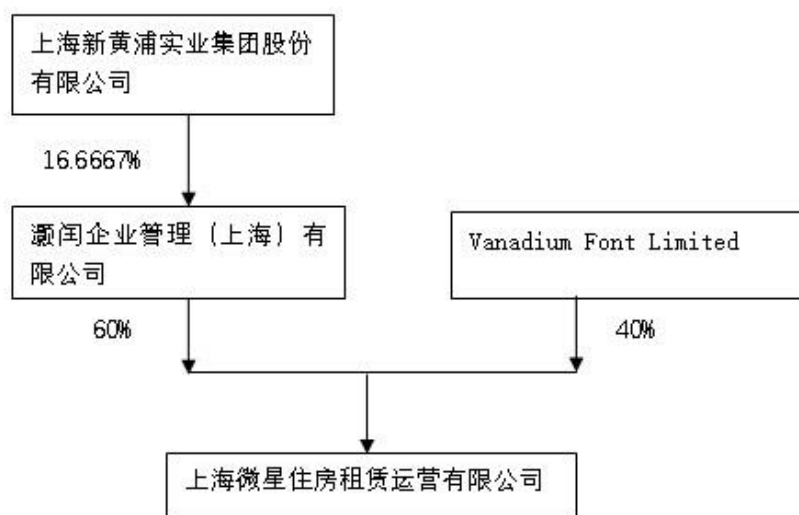 上海新黄浦实业集团股份
有限公司
16.6667%
灏闰企业管理（上海）有
限公司
Vanadium Font Limited
60%
40%
上海微星住房租赁运营有限公司